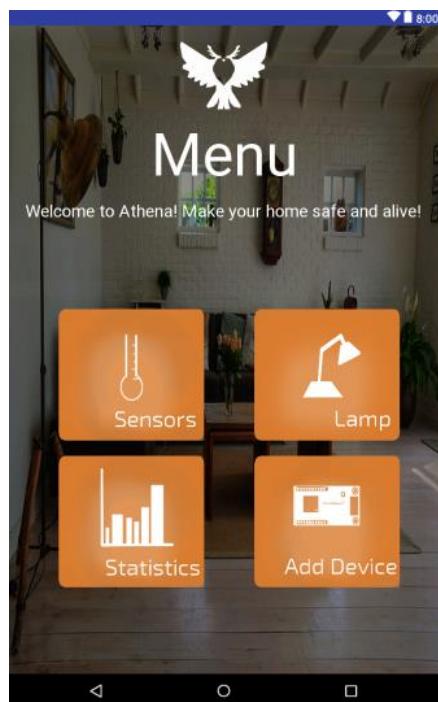 8:00
Menu
Welcome to Athena! Make your home safe and alive!
Sensors
Lamp
Statistics
Add Device